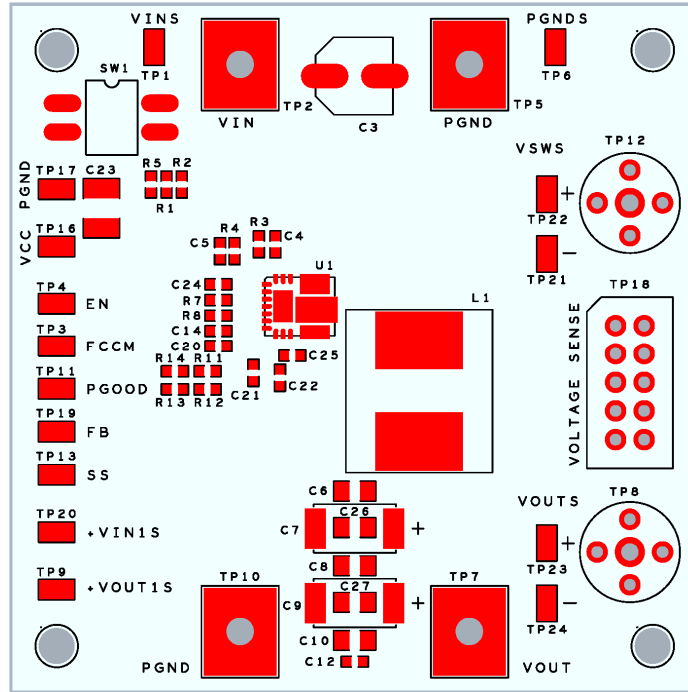 VINS
PGNDS
TP1
TP6
SW1
TP2
TP5
VIN
C3
PGND
TP12
VSWS
TP17
C23
R5
R2
PGND
+
R1
TP22
TP16
VCC
R4
R3
C5
C4
−
TP21
U1
TP4
C24
EN
R7
L1
TP18
R8
TP3
C14
FCCM
C20
C25
VOLTAGE SENSE
TP11
R14
R11
PGOOD
R13
R12
C21
C22
TP19
FB
TP13
SS
C6
TP8
VOUTS
TP20
C26
+VIN1S
C7
+
+
TP23
C8
TP9
TP10
C27
TP7
+VOUT1S
C9
+
−
TP24
C10
PGND
C12
VOUT